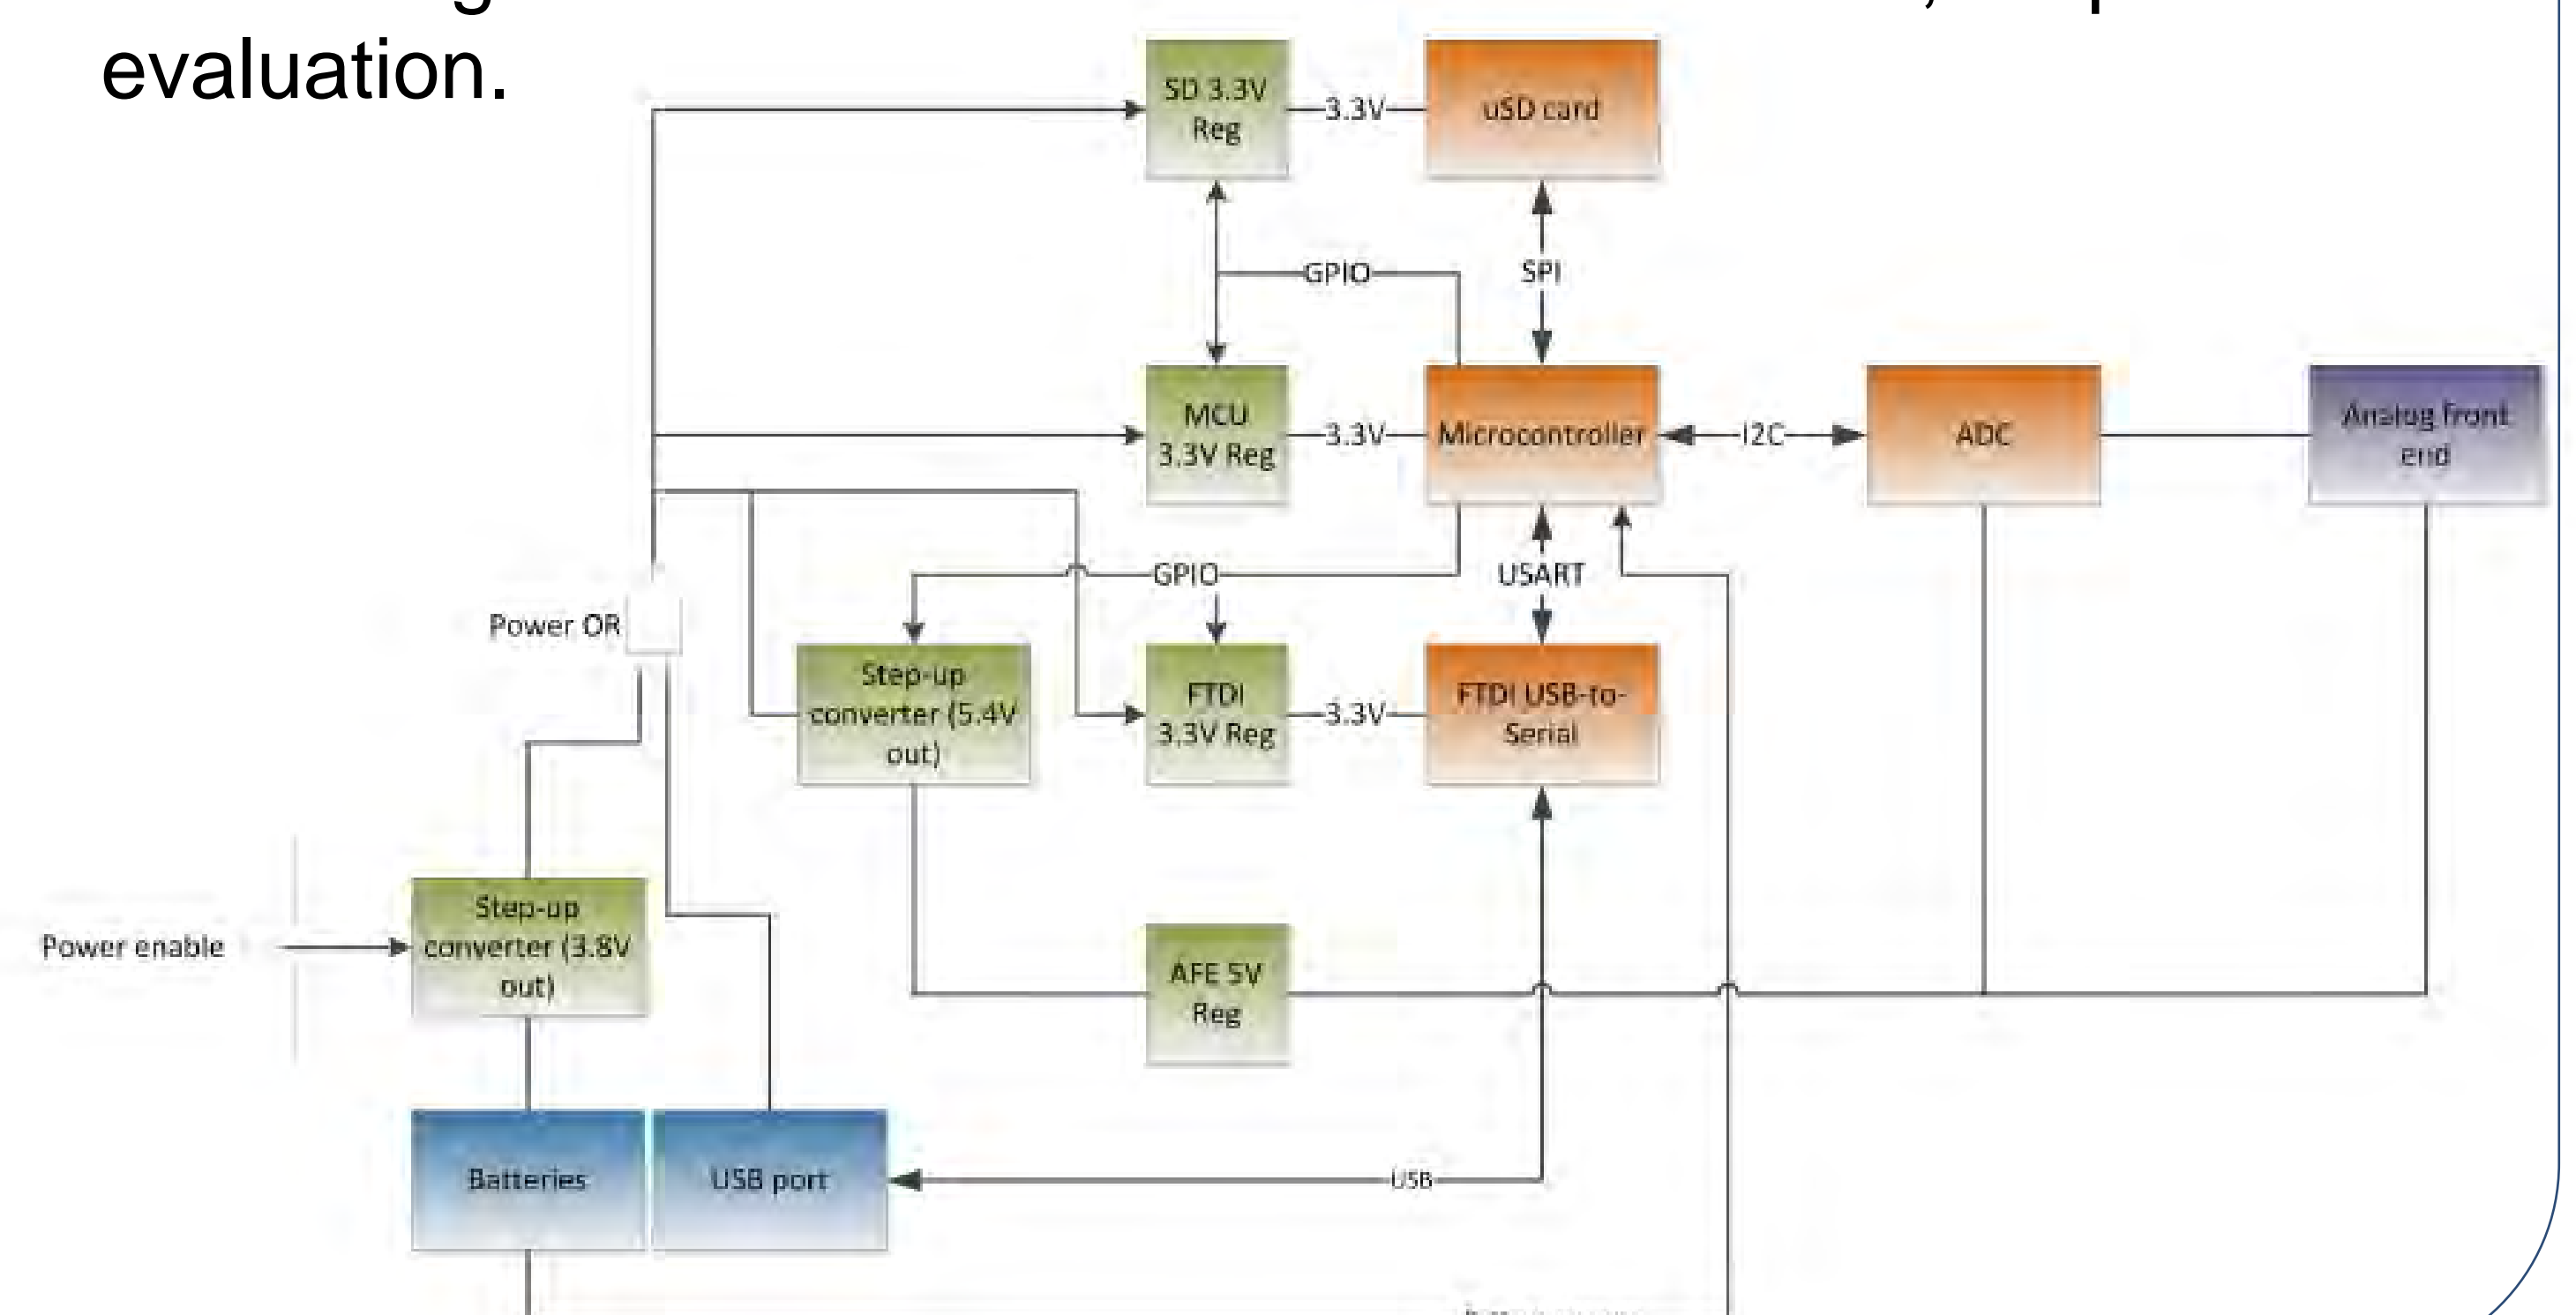 evaluation.
SD 3.3V
Reg
3.3V
uSD card
GPIO
SPI
MCU
3.3V Reg
3.3V
Microcontroller
I2C
ADC
Analog front
end
GPIO
USART
Power OR
Step-up
converter (5.4V
out)
FTDI
3.3V Reg
3.3V
FTDI USB-to-
Serial
Step-up
converter (3.8V
out)
Power enable
AFE 5V
Reg
Batteries
USB port
USB